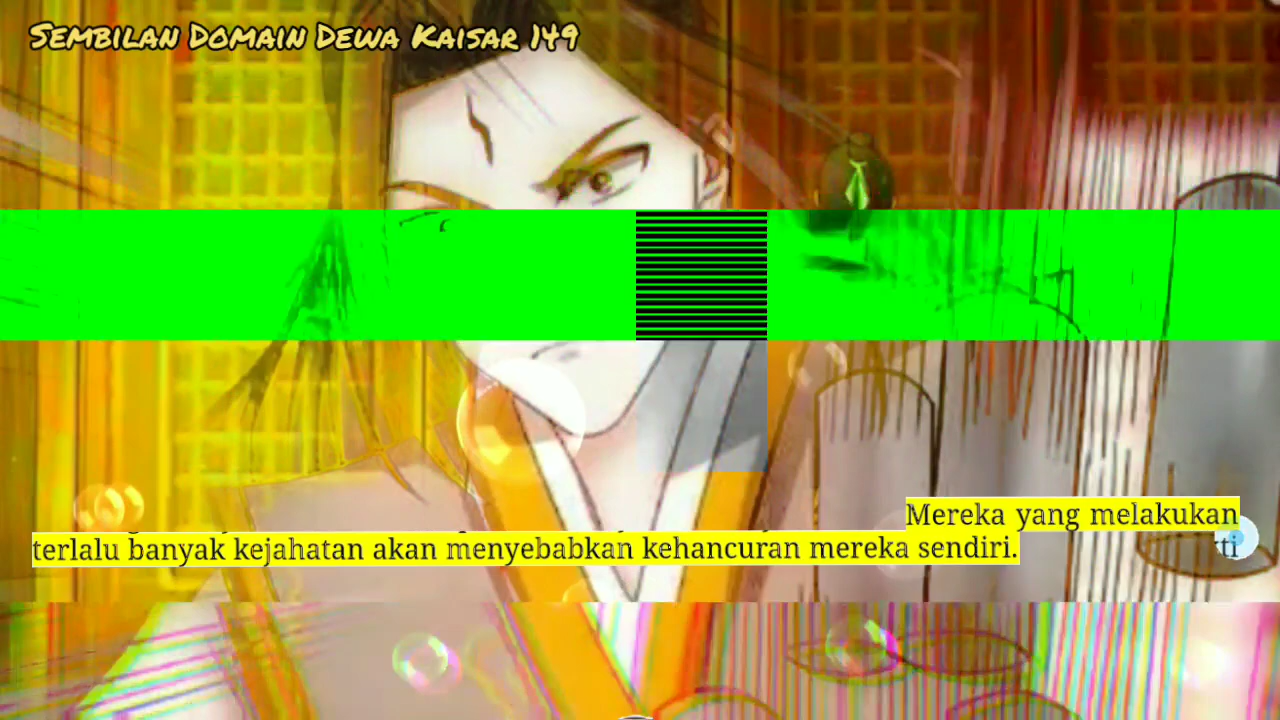 Sembilan Domain Dewa Kaisar 149
Mereka yang melakukan
terlalu banyak kejahatan akan menyebabkan kehancuran mereka sendiri.